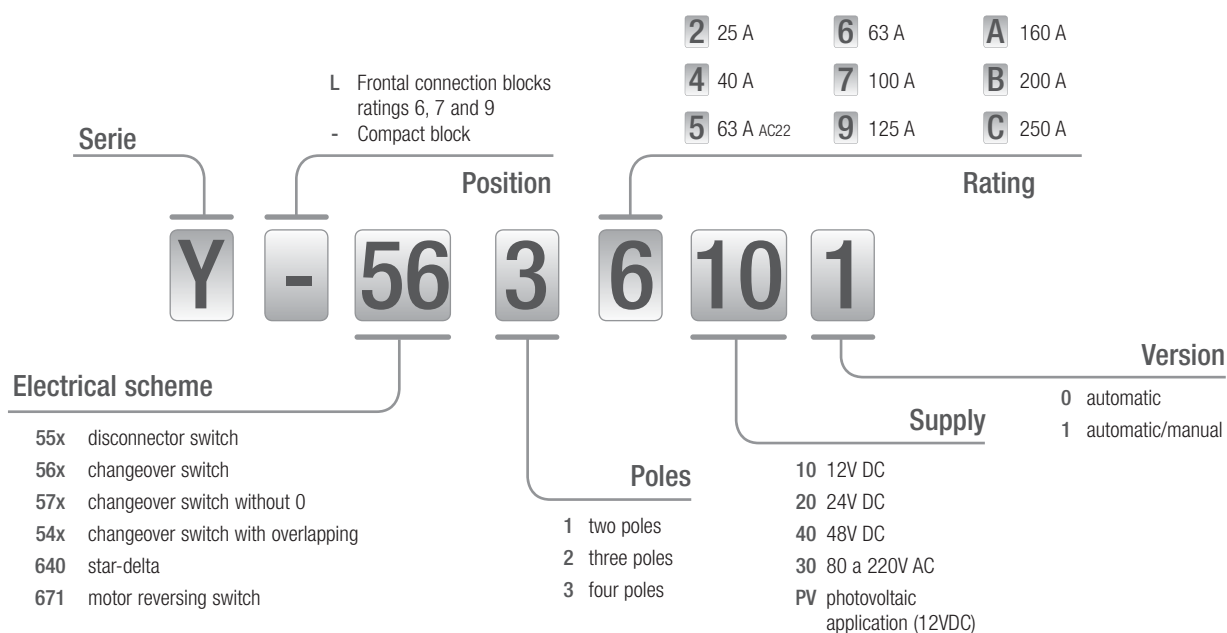 2 25 A
6 63 A
A 160 A
4 40 A
7 100 A
B 200 A
5 63 A AC22
9 125 A
C 250 A
L Frontal connection blocks
ratings 6, 7 and 9
- Compact block
Serie
Position
Rating
Y - 56 3 6 10 1
Electrical scheme
55x disconnector switch
56x changeover switch
57x changeover switch without 0
54x changeover switch with overlapping
640 star-delta
671 motor reversing switch
Poles
1 two poles
2 three poles
3 four poles
Supply
10 12V DC
20 24V DC
40 48V DC
30 80 a 220V AC
PV photovoltaic
application (12VDC)
Version
0 automatic
1 automatic/manual